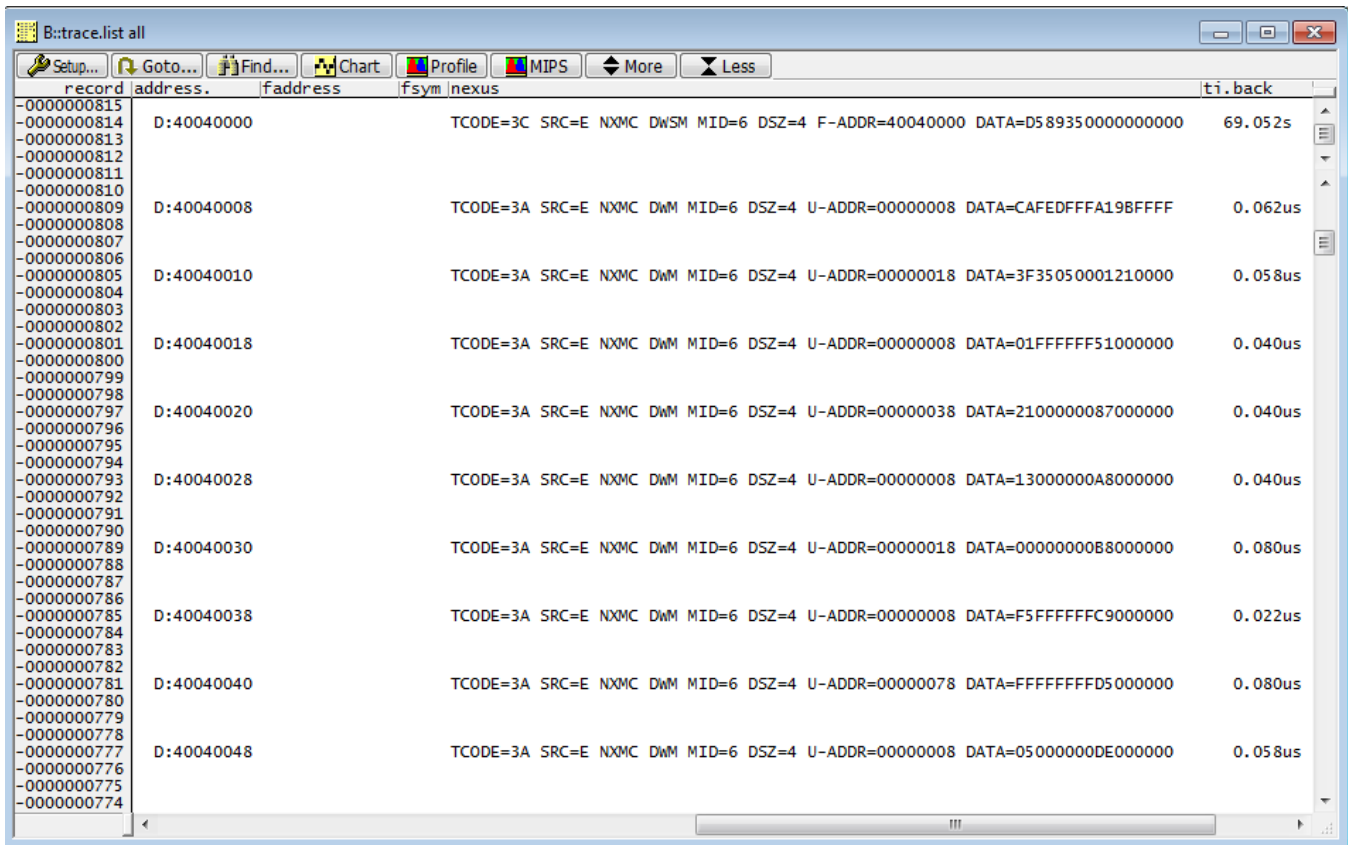 B::trace.list all
Setup... Goto... Find... Chart Profile MIPS More Less
record address. faddress fsym nexus ti.back
-0000000815
-0000000814 D:40040000 TCODE=3C SRC=E NXMC DWSM MID=6 DSZ=4 F-ADDR=40040000 DATA=D589350000000000 69.052s
-0000000813
-0000000812
-0000000811
-0000000810
-0000000809 D:40040008 TCODE=3A SRC=E NXMC DWM MID=6 DSZ=4 U-ADDR=00000008 DATA=CAFEDFFFA19BFFFF 0.062us
-0000000808
-0000000807
-0000000806
-0000000805 D:40040010 TCODE=3A SRC=E NXMC DWM MID=6 DSZ=4 U-ADDR=00000018 DATA=3F35050001210000 0.058us
-0000000804
-0000000803
-0000000802
-0000000801 D:40040018 TCODE=3A SRC=E NXMC DWM MID=6 DSZ=4 U-ADDR=00000008 DATA=01FFFFFF51000000 0.040us
-0000000800
-0000000799
-0000000798
-0000000797 D:40040020 TCODE=3A SRC=E NXMC DWM MID=6 DSZ=4 U-ADDR=00000038 DATA=2100000087000000 0.040us
-0000000796
-0000000795
-0000000794
-0000000793 D:40040028 TCODE=3A SRC=E NXMC DWM MID=6 DSZ=4 U-ADDR=00000008 DATA=13000000A8000000 0.040us
-0000000792
-0000000791
-0000000790
-0000000789 D:40040030 TCODE=3A SRC=E NXMC DWM MID=6 DSZ=4 U-ADDR=00000018 DATA=00000000B8000000 0.080us
-0000000788
-0000000787
-0000000786
-0000000785 D:40040038 TCODE=3A SRC=E NXMC DWM MID=6 DSZ=4 U-ADDR=00000008 DATA=F5FFFFFFC9000000 0.022us
-0000000784
-0000000783
-0000000782
-0000000781 D:40040040 TCODE=3A SRC=E NXMC DWM MID=6 DSZ=4 U-ADDR=00000078 DATA=FFFFFFFFD5000000 0.080us
-0000000780
-0000000779
-0000000778
-0000000777 D:40040048 TCODE=3A SRC=E NXMC DWM MID=6 DSZ=4 U-ADDR=00000008 DATA=05000000DE000000 0.058us
-0000000776
-0000000775
-0000000774